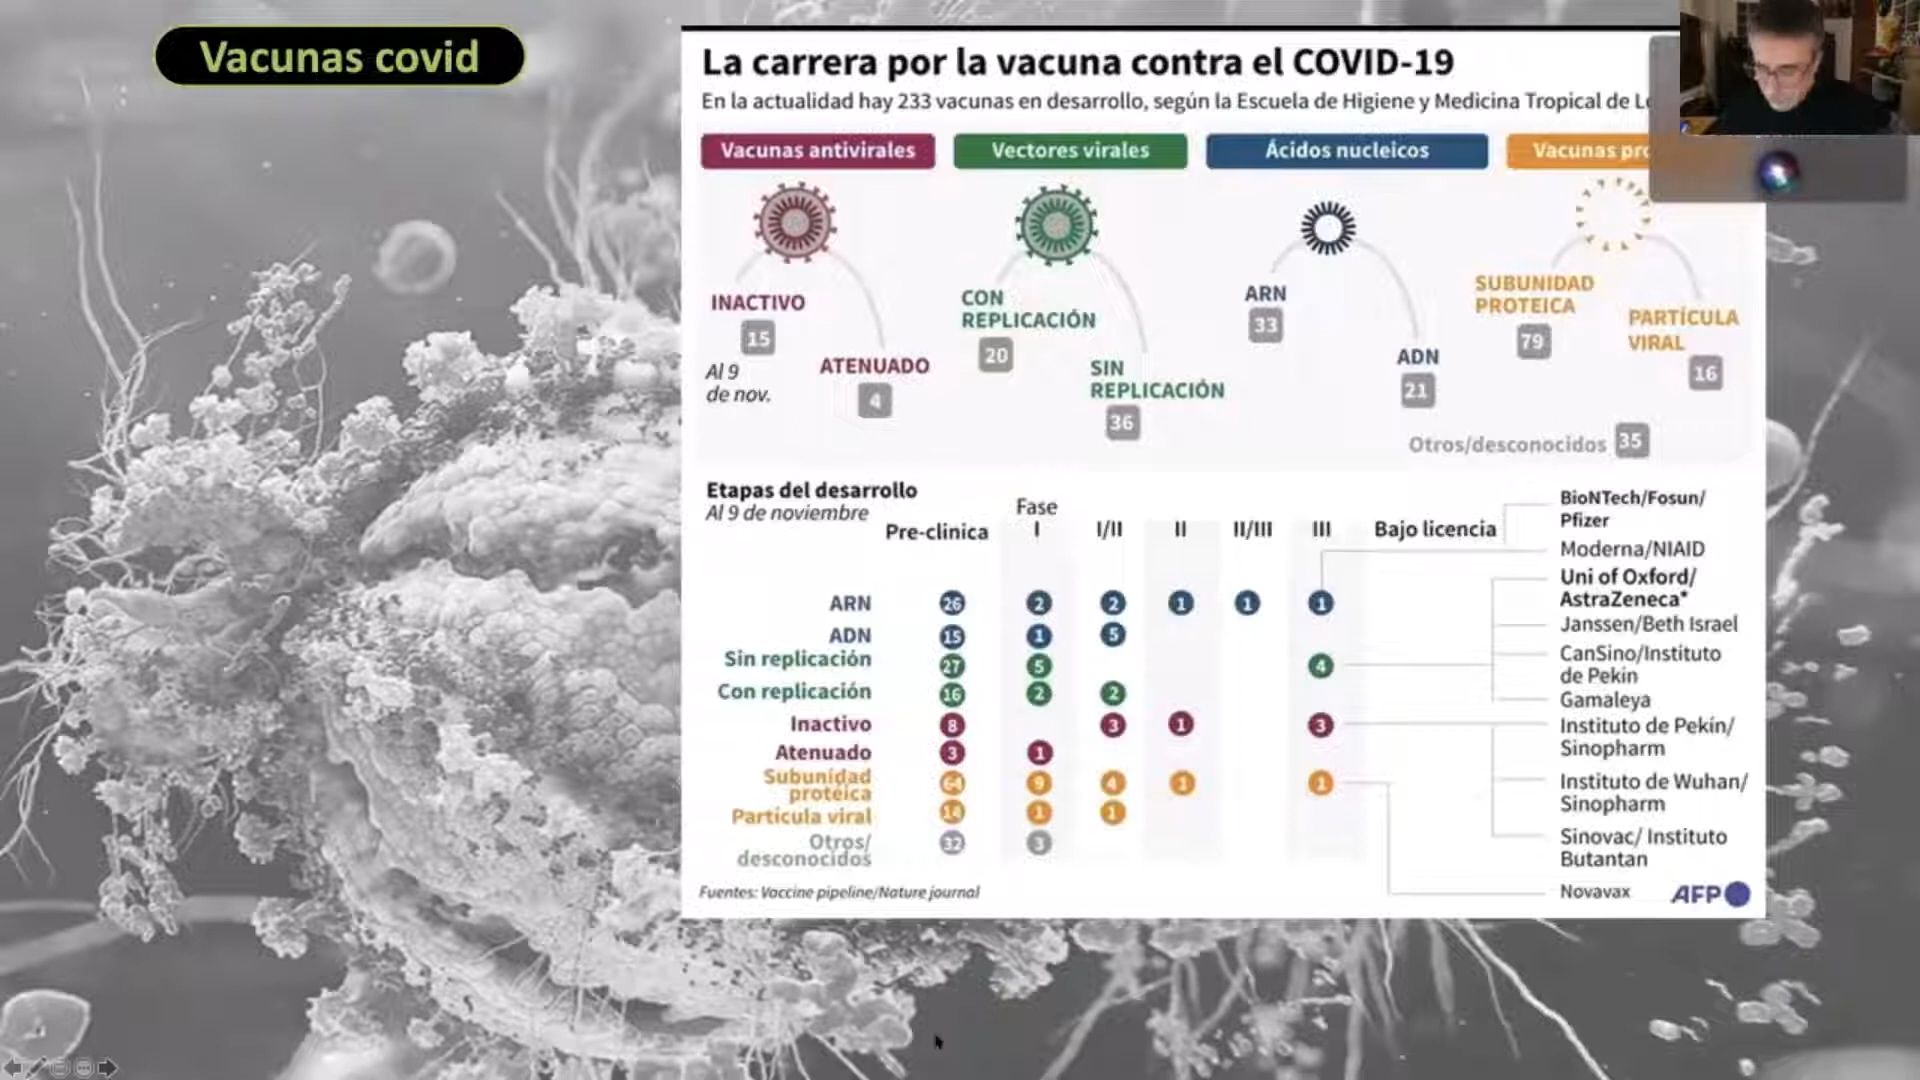 Vacunas covid
La carrera por la vacuna contra el COVID-19
En la actualidad hay 233 vacunas en desarrollo, según la Escuela de Higiene y Medicina Tropical de
Vacunas antivirales
Vectores virales
Ácidos nucleicos
Vacunas
INACTIVO
15
Al 9
de nov.
ATENUADO
4
CON
REPLICACIÓN
20
SIN
REPLICACIÓN
36
ARN
33
ADN
21
SUBUNIDAD
PROTEICA
79
PARTÍCULA
VIRAL
16
Otros/desconocidos 35
Etapas del desarrollo
Al 9 de noviembre
Fase
Pre-clinica I I/II II II/III III Bajo licencia
ARN 26 2 2 1 1 1
ADN 15 1 5
Sin replicación 27 5 4
Con replicación 16 2 2
Inactivo 8 3 1 3
Atenuado 3 1
Subunidad
protéica 64 9 4 1 1
Particula viral 14 1 1
Otros/
desconocidos 32 3
BioNTech/Fosun/
Pfizer
Moderna/NIAID
Uni of Oxford/
AstraZeneca*
Janssen/Beth Israel
CanSino/Instituto
de Pekín
Gamaleya
Instituto de Pekín/
Sinopharm
Instituto de Wuhan/
Sinopharm
Sinovac/ Instituto
Butantan
Novavax
Fuentes: Vaccine pipeline/Nature journal
AFP